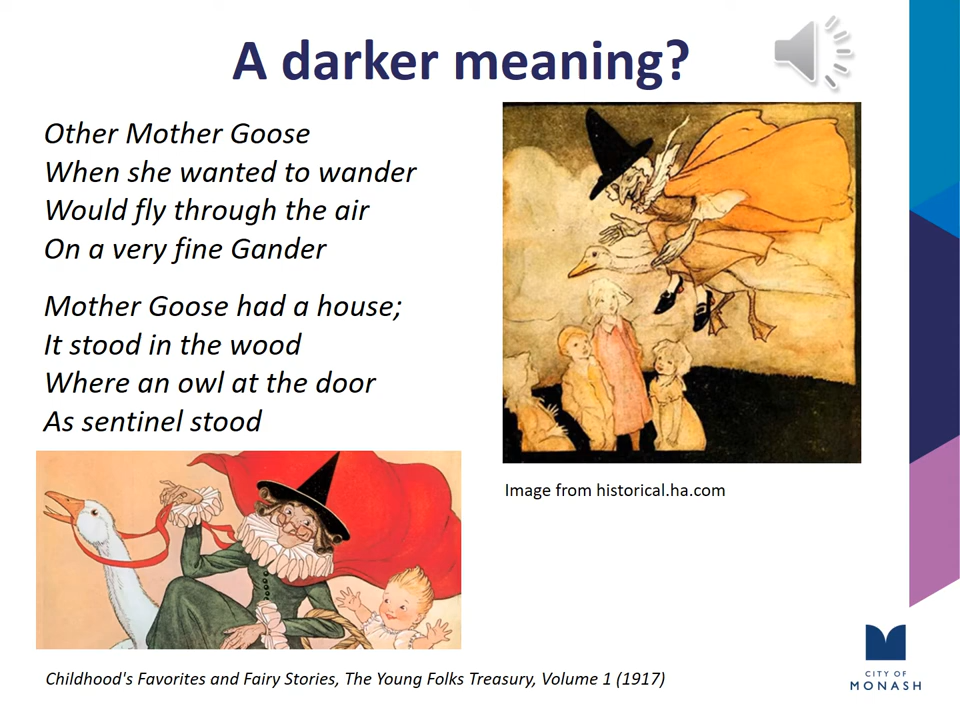 A darker meaning?
Other Mother Goose
When she wanted to wander
Would fly through the air
On a very fine Gander
Mother Goose had a house;
It stood in the wood
Where an owl at the door
As sentinel stood
Image from historical.ha.com
Childhood's Favorites and Fairy Stories, The Young Folks Treasury, Volume 1 (1917)
CITY OF
MONASH